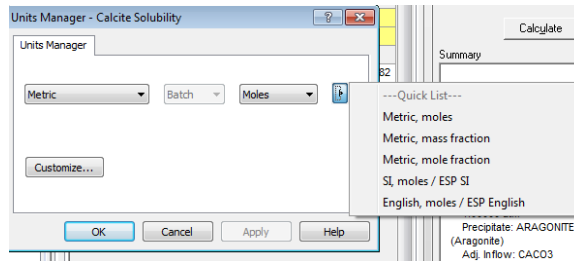 Units Manager - Calcite Solubility
Units Manager
Metric
Batch
Moles
Customize...
OK
Cancel
Apply
Help
82
Calculate
Summary
---Quick List---
Metric, moles
Metric, mass fraction
Metric, mole fraction
SI, moles / ESP SI
English, moles / ESP English
Precipitate: ARAGONITE
(Aragonite)
Adj. Inflow: CACO3